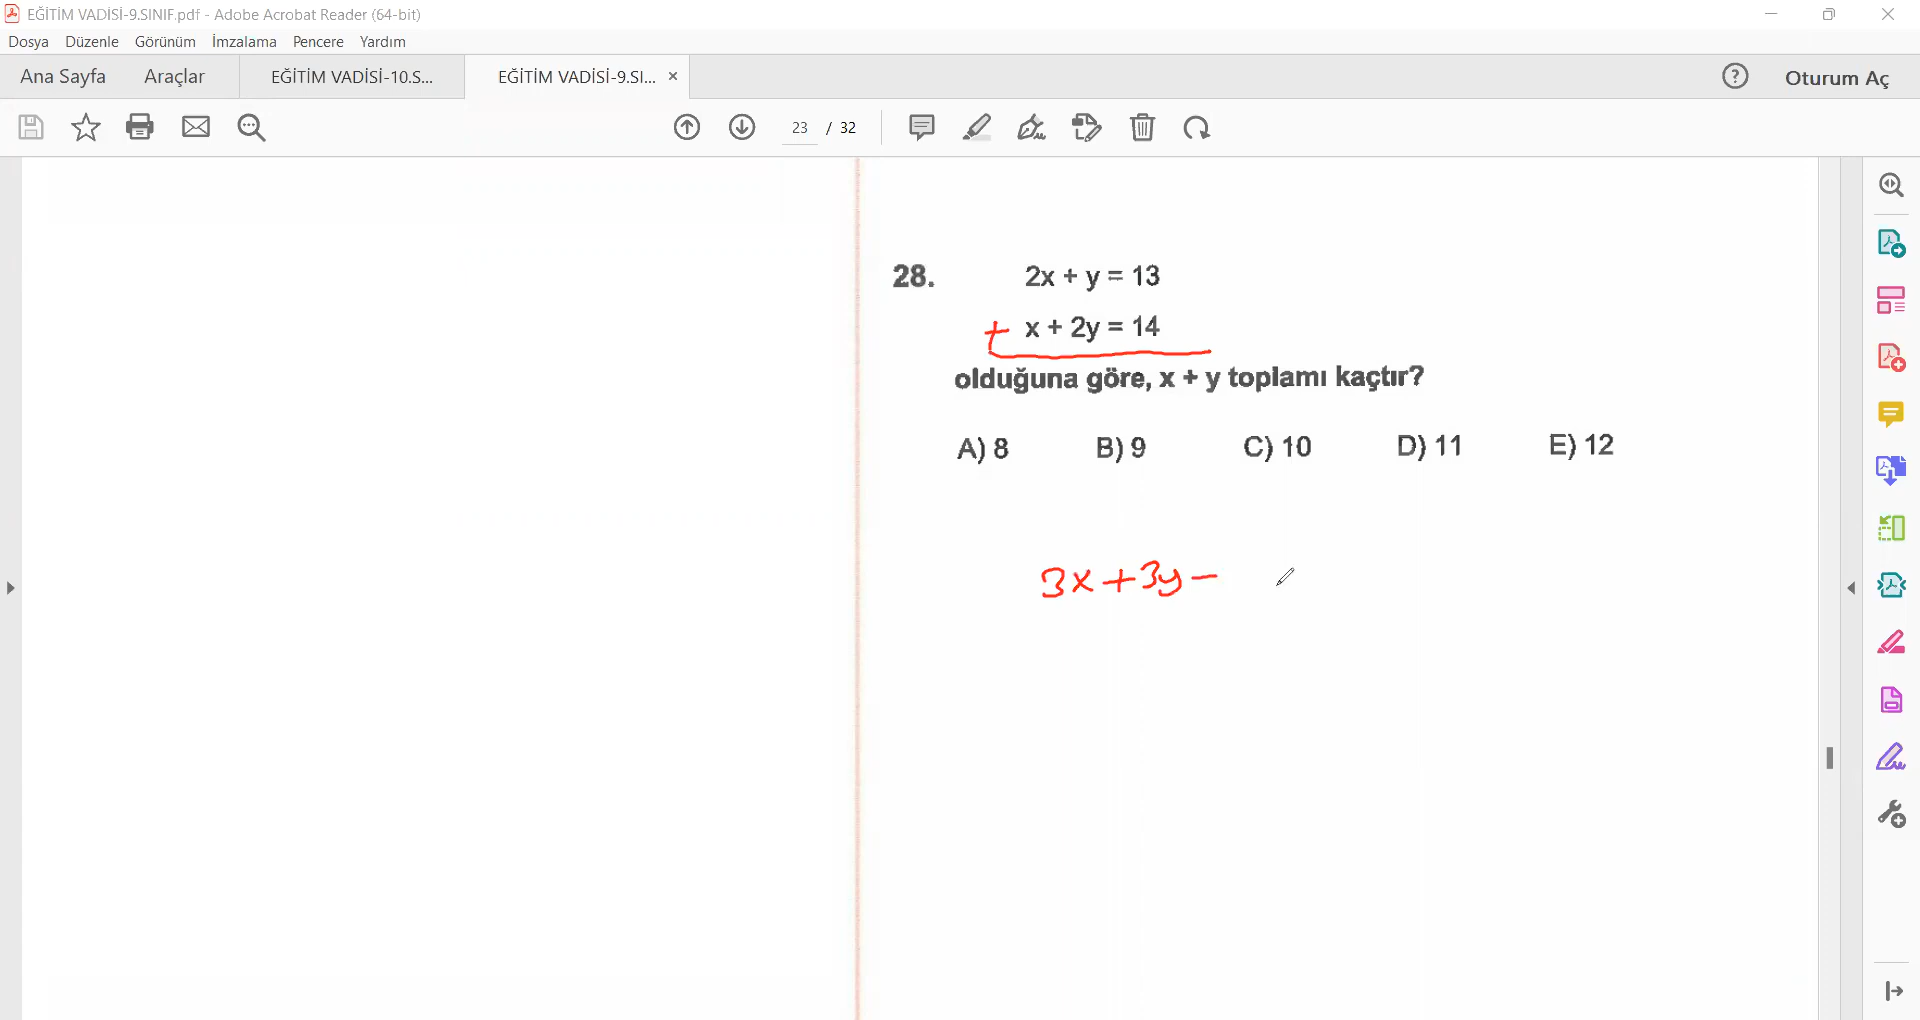 EĞİTİM VADİSİ-9.SINIF.pdf - Adobe Acrobat Reader (64-bit)
Dosya Düzenle Görünüm İmzalama Pencere Yardım
Ana Sayfa Araçlar EĞİTİM VADİSİ-10.S... EĞİTİM VADİSİ-9.SI... × ? Oturum Aç
23 / 32
28. 2x + y = 13
+ x + 2y = 14
olduğuna göre, x + y toplamı kaçtır?
A) 8 B) 9 C) 10 D) 11 E) 12
3x + 3y -